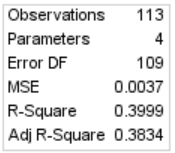 Observations 113
Parameters 4
Error DF 109
MSE 0.0037
R-Square 0.3999
Adj R-Square 0.3834